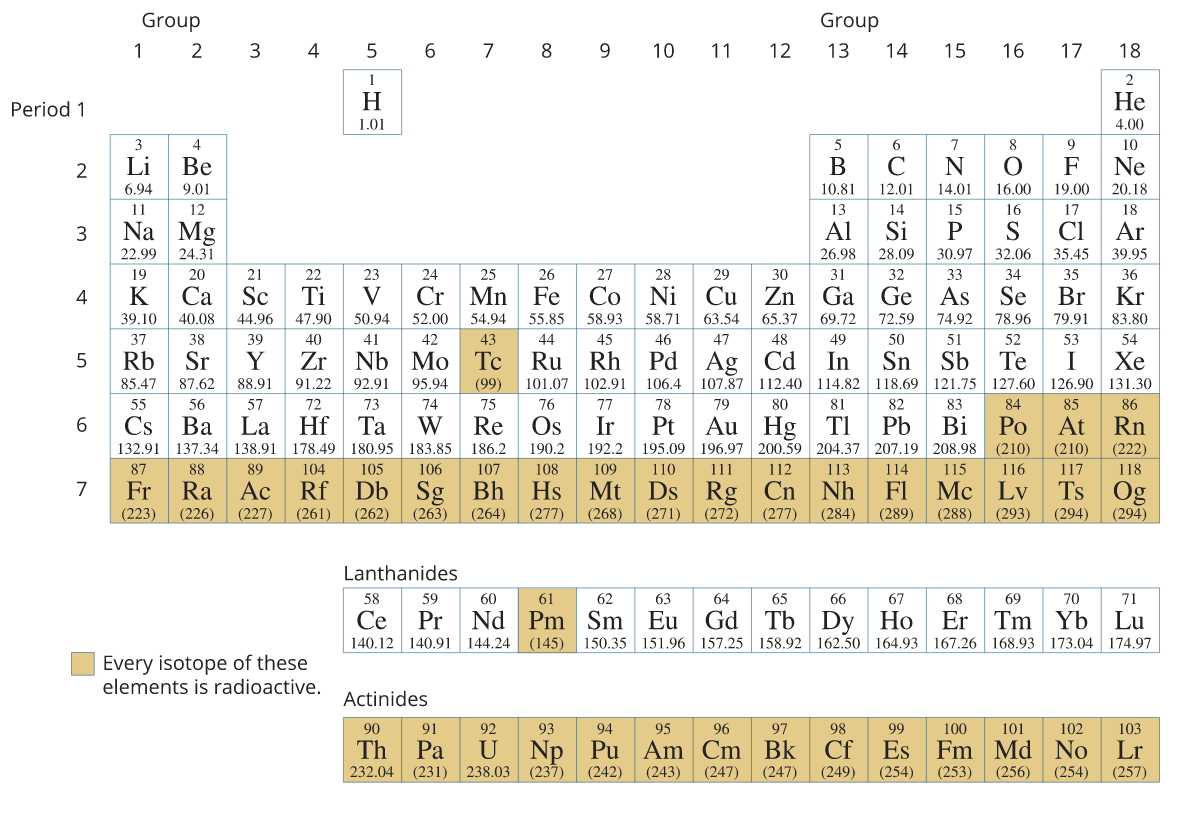 Group Group
1 2 3 4 5 6 7 8 9 10 11 12 13 14 15 16 17 18
1 2
Period 1 H He
1.01 4.00
3 4 5 6 7 8 9 10
2 Li Be B C N O F Ne
6.94 9.01 10.81 12.01 14.01 16.00 19.00 20.18
11 12 13 14 15 16 17 18
3 Na Mg Al Si P S Cl Ar
22.99 24.31 26.98 28.09 30.97 32.06 35.45 39.95
19 20 21 22 23 24 25 26 27 28 29 30 31 32 33 34 35 36
4 K Ca Sc Ti V Cr Mn Fe Co Ni Cu Zn Ga Ge As Se Br Kr
39.10 40.08 44.96 47.90 50.94 52.00 54.94 55.85 58.93 58.71 63.54 65.37 69.72 72.59 74.92 78.96 79.91 83.80
37 38 39 40 41 42 43 44 45 46 47 48 49 50 51 52 53 54
5 Rb Sr Y Zr Nb Mo Tc Ru Rh Pd Ag Cd In Sn Sb Te I Xe
85.47 87.62 88.91 91.22 92.91 95.94 (99) 101.07 102.91 106.4 107.87 112.40 114.82 118.69 121.75 127.60 126.90 131.30
55 56 57 72 73 74 75 76 77 78 79 80 81 82 83 84 85 86
6 Cs Ba La Hf Ta W Re Os Ir Pt Au Hg Tl Pb Bi Po At Rn
132.91 137.34 138.91 178.49 180.95 183.85 186.2 190.2 192.2 195.09 196.97 200.59 204.37 207.19 208.98 (210) (210) (222)
87 88 89 104 105 106 107 108 109 110 111 112 113 114 115 116 117 118
7 Fr Ra Ac Rf Db Sg Bh Hs Mt Ds Rg Cn Nh Fl Mc Lv Ts Og
(223) (226) (227) (261) (262) (263) (264) (277) (268) (271) (272) (277) (284) (289) (288) (293) (294) (294)
Lanthanides
58 59 60 61 62 63 64 65 66 67 68 69 70 71
Ce Pr Nd Pm Sm Eu Gd Tb Dy Ho Er Tm Yb Lu
140.12 140.91 144.24 (145) 150.35 151.96 157.25 158.92 162.50 164.93 167.26 168.93 173.04 174.97
Every isotope of these
elements is radioactive.
Actinides
90 91 92 93 94 95 96 97 98 99 100 101 102 103
Th Pa U Np Pu Am Cm Bk Cf Es Fm Md No Lr
232.04 (231) 238.03 (237) (242) (243) (247) (247) (249) (254) (253) (256) (254) (257)